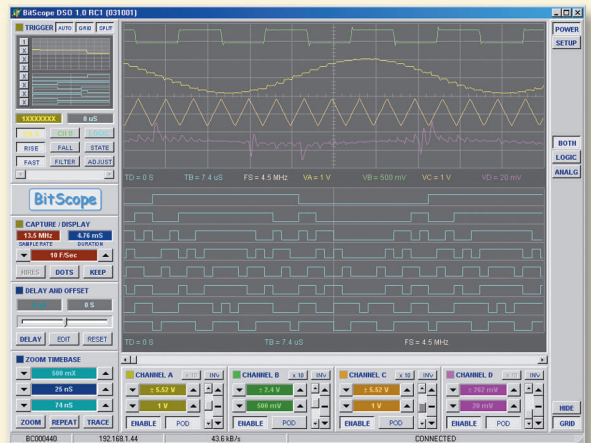 BitScope DSO 1.0 RC1 (031001)
TRIGGER AUTO GRID SPLIT
POWER
SETUP
1XXXXXXX 0 uS
CH B LOGIC
RISE FALL STATE
FAST FILTER ADJUST
BitScope
BOTH
LOGIC
ANALG
TD = 0 S TB = 7.4 uS FS = 4.5 MHz VA = 1 V VB = 500 mV VC = 1 V VD = 20 mV
CAPTURE / DISPLAY
13.5 MHz 4.76 mS
SAMPLE RATE DURATION
10 F/Sec
HIRES DOTS KEEP
DELAY AND OFFSET
0 S
DELAY EDIT RESET
TD = 0 S TB = 7.4 uS FS = 4.5 MHz
ZOOM TIMEBASE
500 mX
25 nS
74 nS
ZOOM REPEAT TRACE
CHANNEL A x 10 INV
± 5.52 V
1 V
ENABLE POD
CHANNEL B x 10 INV
± 2.4 V
500 mV
ENABLE POD
CHANNEL C x 10 INV
± 5.52 V
1 V
ENABLE POD
CHANNEL D x 10 INV
± 262 mV
20 mV
ENABLE POD
HIDE
GRID
BC000440 192.168.1.44 43.6 kB/s CONNECTED